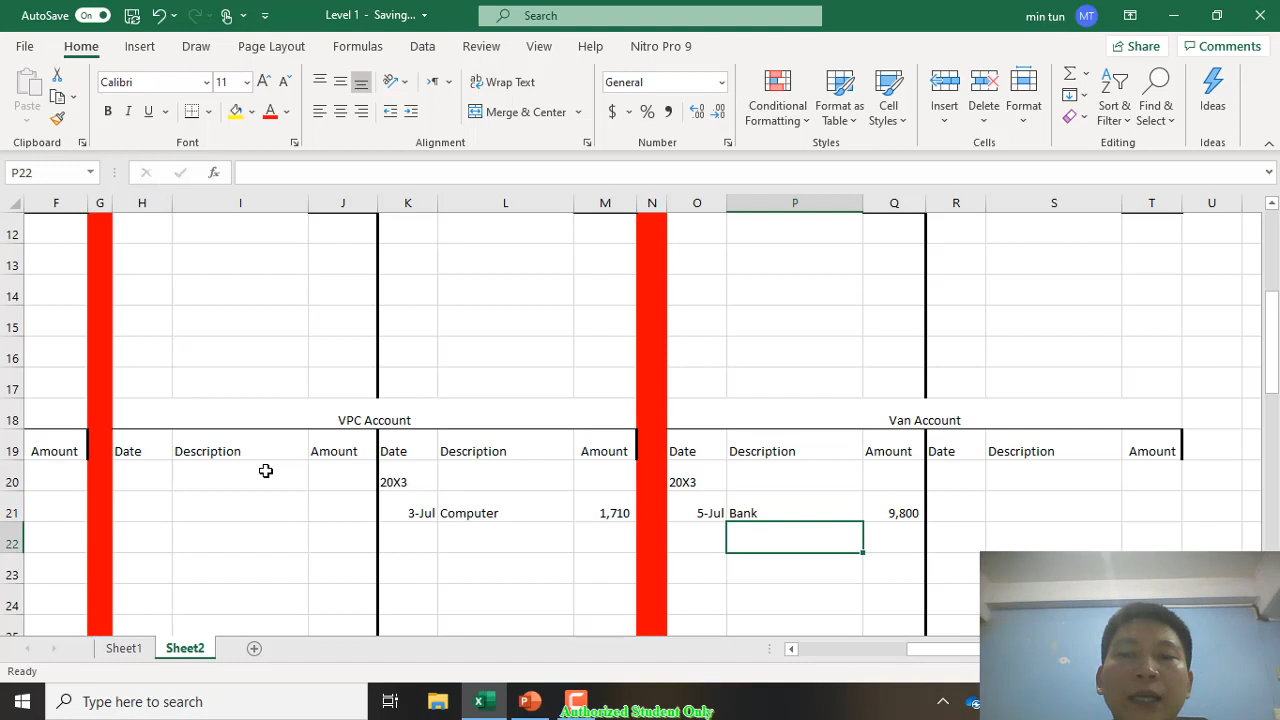 AutoSave On Level 1 - Saving... Search min tun MT
File Home Insert Draw Page Layout Formulas Data Review View Help Nitro Pro 9 Share Comments
Calibri 11 Wrap Text General
Paste B I U A Merge & Center $ % Conditional Formatting Format as Table Cell Styles Insert Delete Format Sort & Filter Find & Select Ideas
Clipboard Font Alignment Number Styles Cells Editing Ideas
P22 fx
F G H I J K L M N O P Q R S T U
12
13
14
15
16
17
18 VPC Account Van Account
19 Amount Date Description Amount Date Description Amount Date Description Amount Date Description Amount
20 20X3 20X3
21 3-Jul Computer 1,710 5-Jul Bank 9,800
22
23
24
Sheet1 Sheet2
Ready
Type here to search
Authorized Student Only